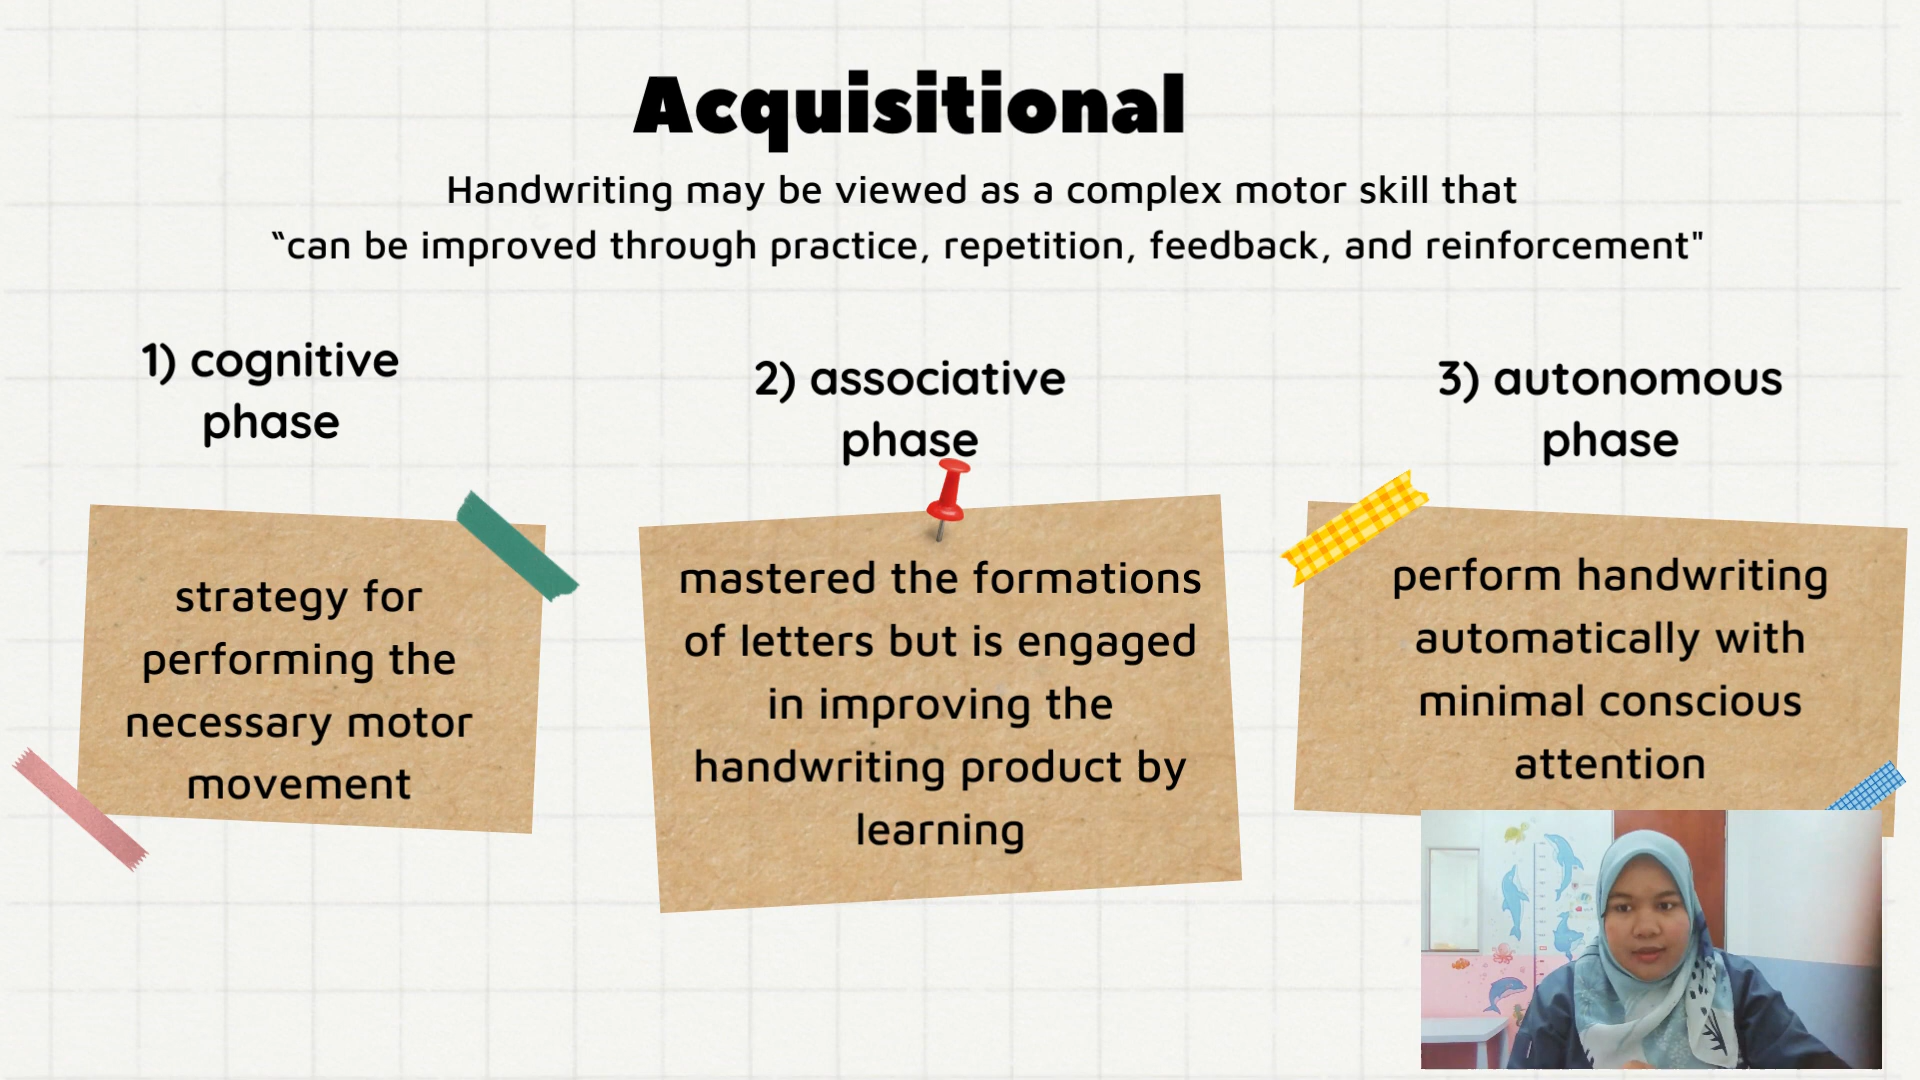 Acquisitional
Handwriting may be viewed as a complex motor skill that
“can be improved through practice, repetition, feedback, and reinforcement"
1) cognitive
phase
strategy for
performing the
necessary motor
movement
2) associative
phase
mastered the formations
of letters but is engaged
in improving the
handwriting product by
learning
3) autonomous
phase
perform handwriting
automatically with
minimal conscious
attention